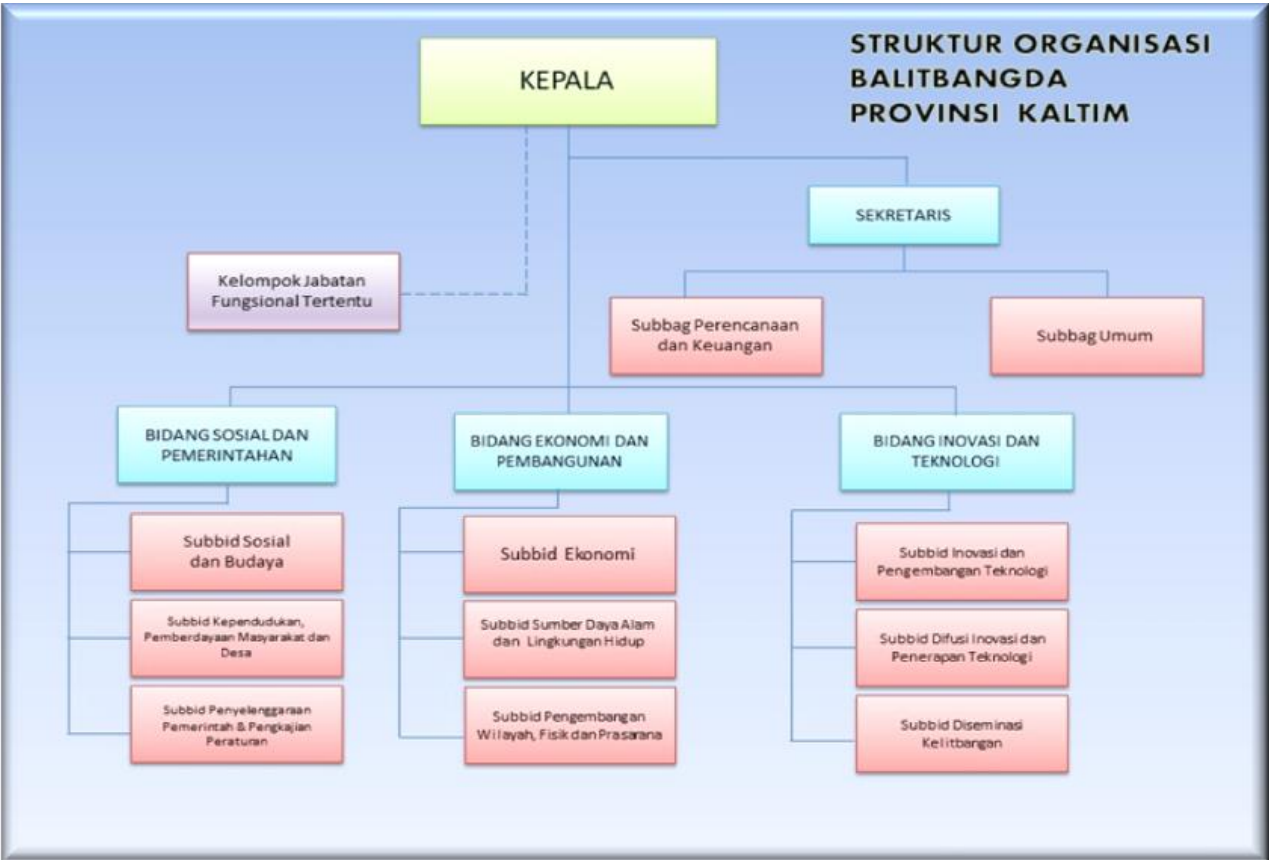 STRUKTUR ORGANISASI
BALITBANGDA
PROVINSI KALTIM
KEPALA
SEKRETARIS
Kelompok Jabatan
Fungsional Tertentu
Subbag Perencanaan
dan Keuangan
Subbag Umum
BIDANG SOSIAL DAN
PEMERINTAHAN
Subbid Sosial
dan Budaya
Subbid Kependudukan,
Pemberdayaan Masyarakat dan
Desa
Subbid Penyelenggaraan
Pemerintah & Pengkajian
Peraturan
BIDANG EKONOMI DAN
PEMBANGUNAN
Subbid Ekonomi
Subbid Sumber Daya Alam
dan Lingkungan Hidup
Subbid Pengembangan
Wilayah, Fisik dan Prasarana
BIDANG INOVASI DAN
TEKNOLOGI
Subbid Inovasi dan
Pengembangan Teknologi
Subbid Difusi Inovasi dan
Penerapan Teknologi
Subbid Diseminasi
Kelitbangan